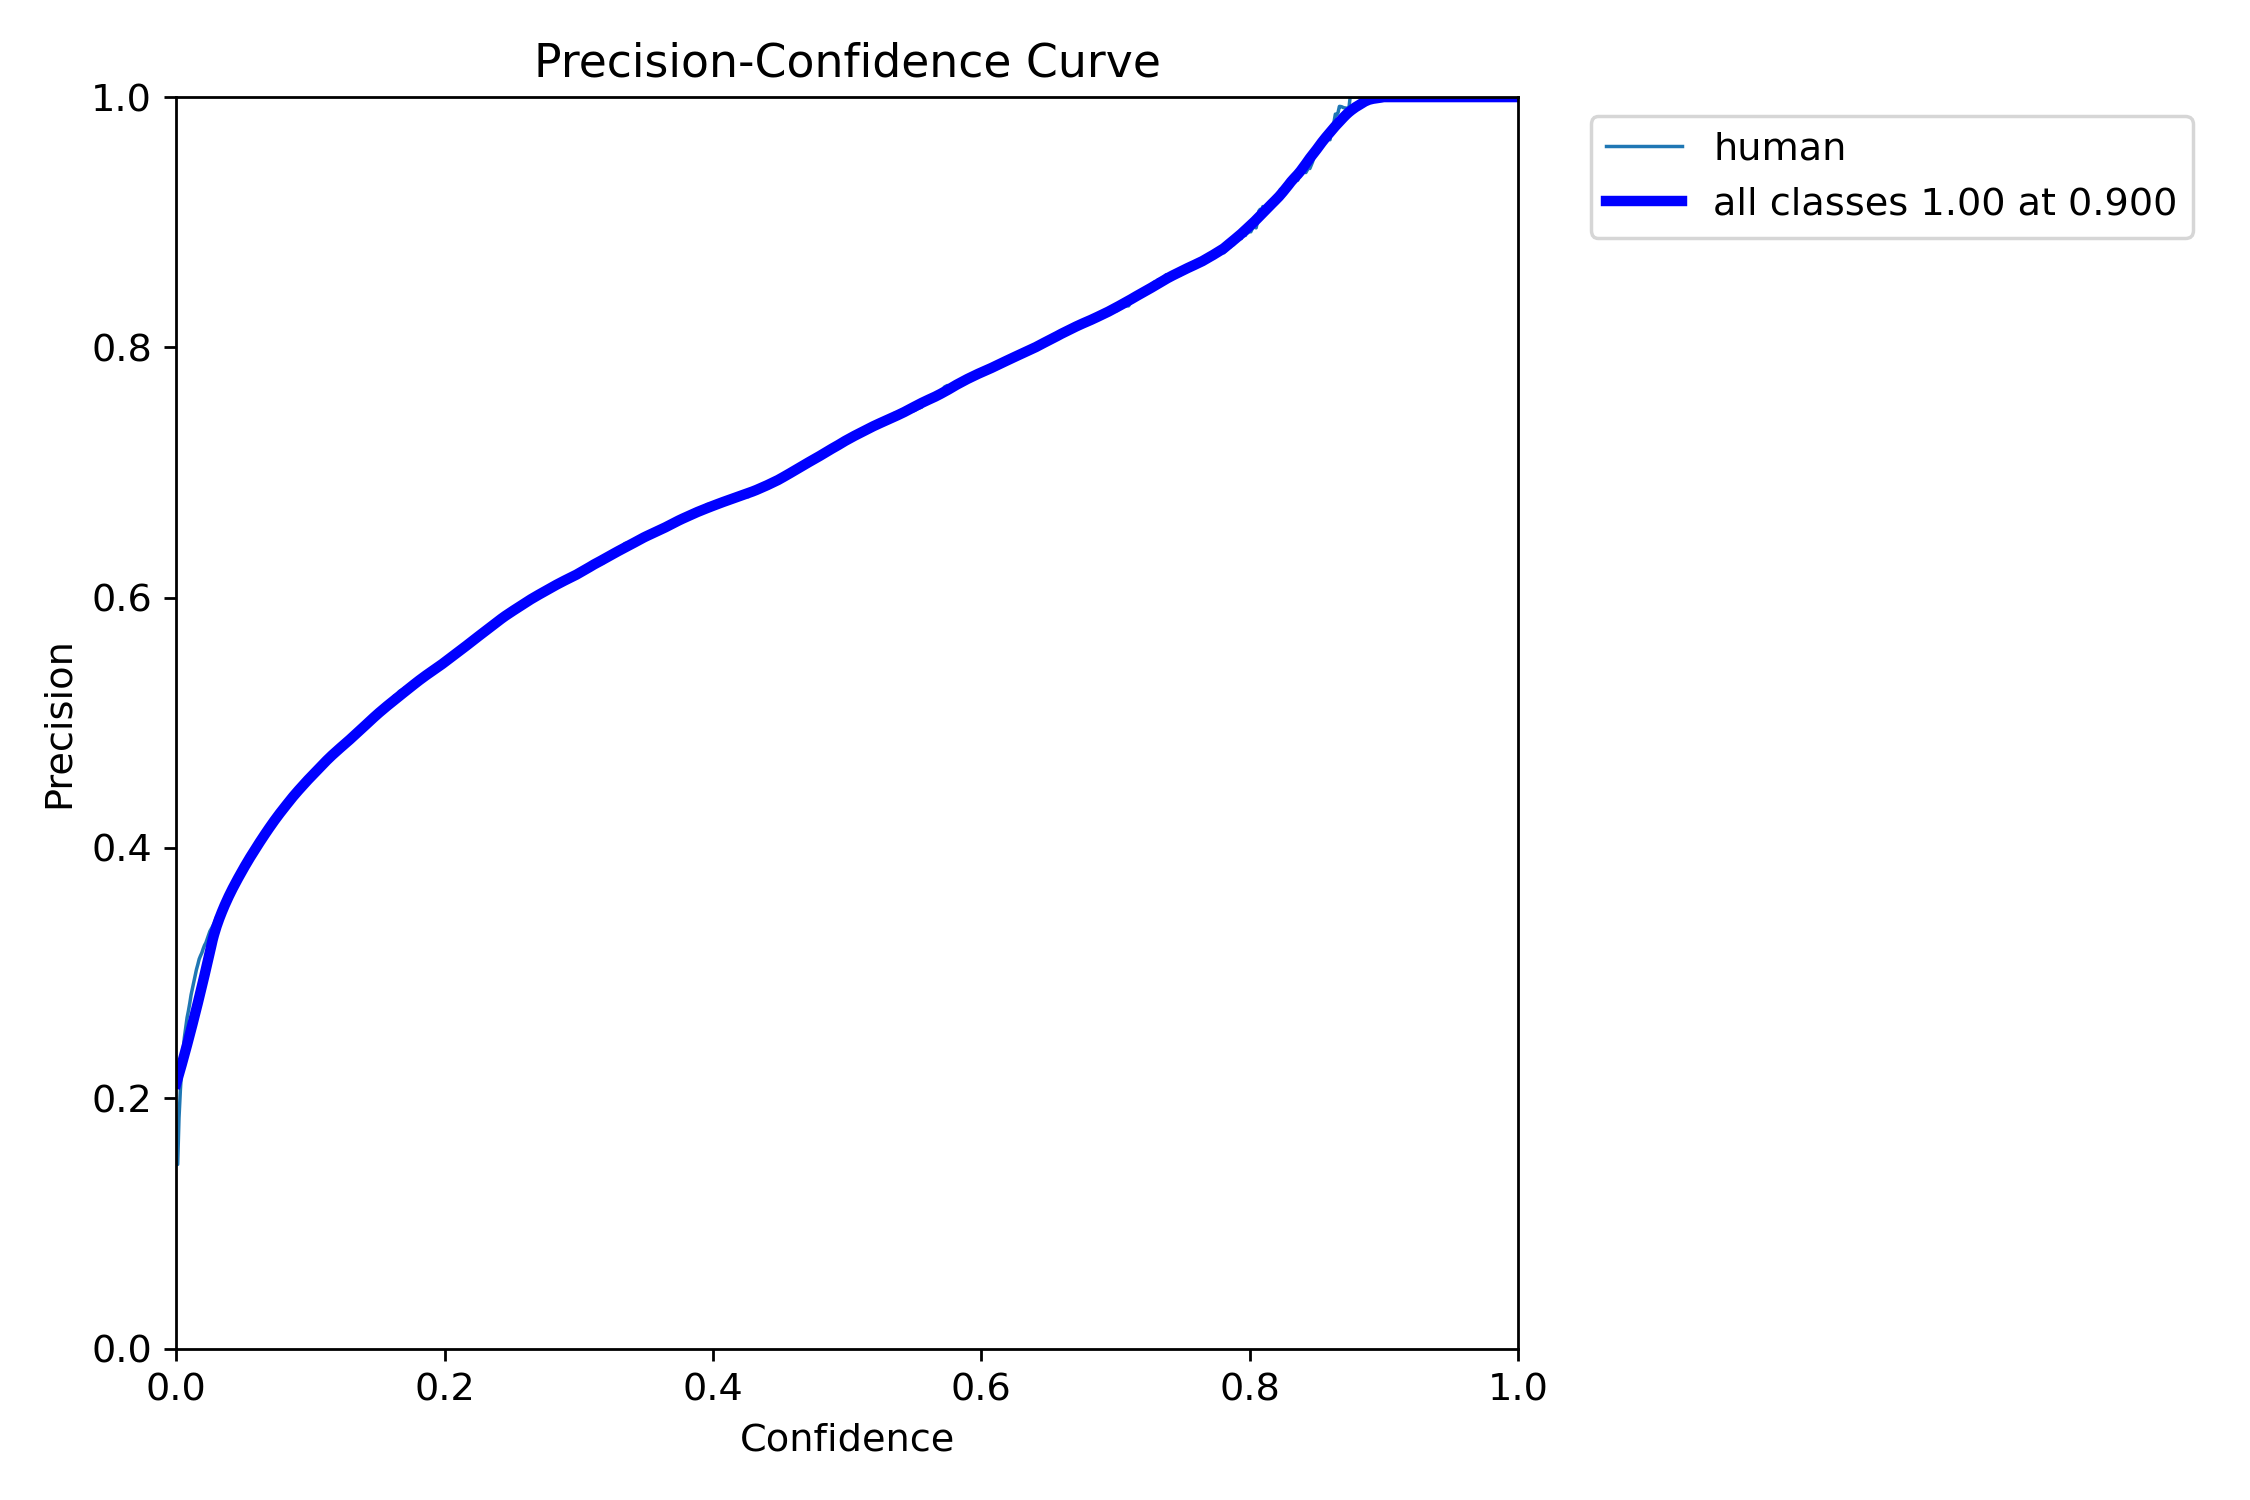 Precision-Confidence Curve
1.0
0.8
0.6
0.4
0.2
0.0
Precision
0.0 0.2 0.4 0.6 0.8 1.0
Confidence
human
all classes 1.00 at 0.900